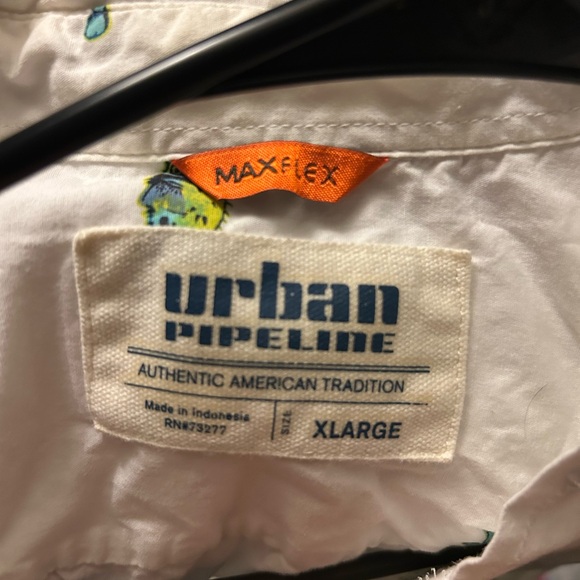 MAXFLEX
urban
PIPELINE
AUTHENTIC AMERICAN TRADITION
Made in Indonesia
RN#73277
SIZE
XLARGE